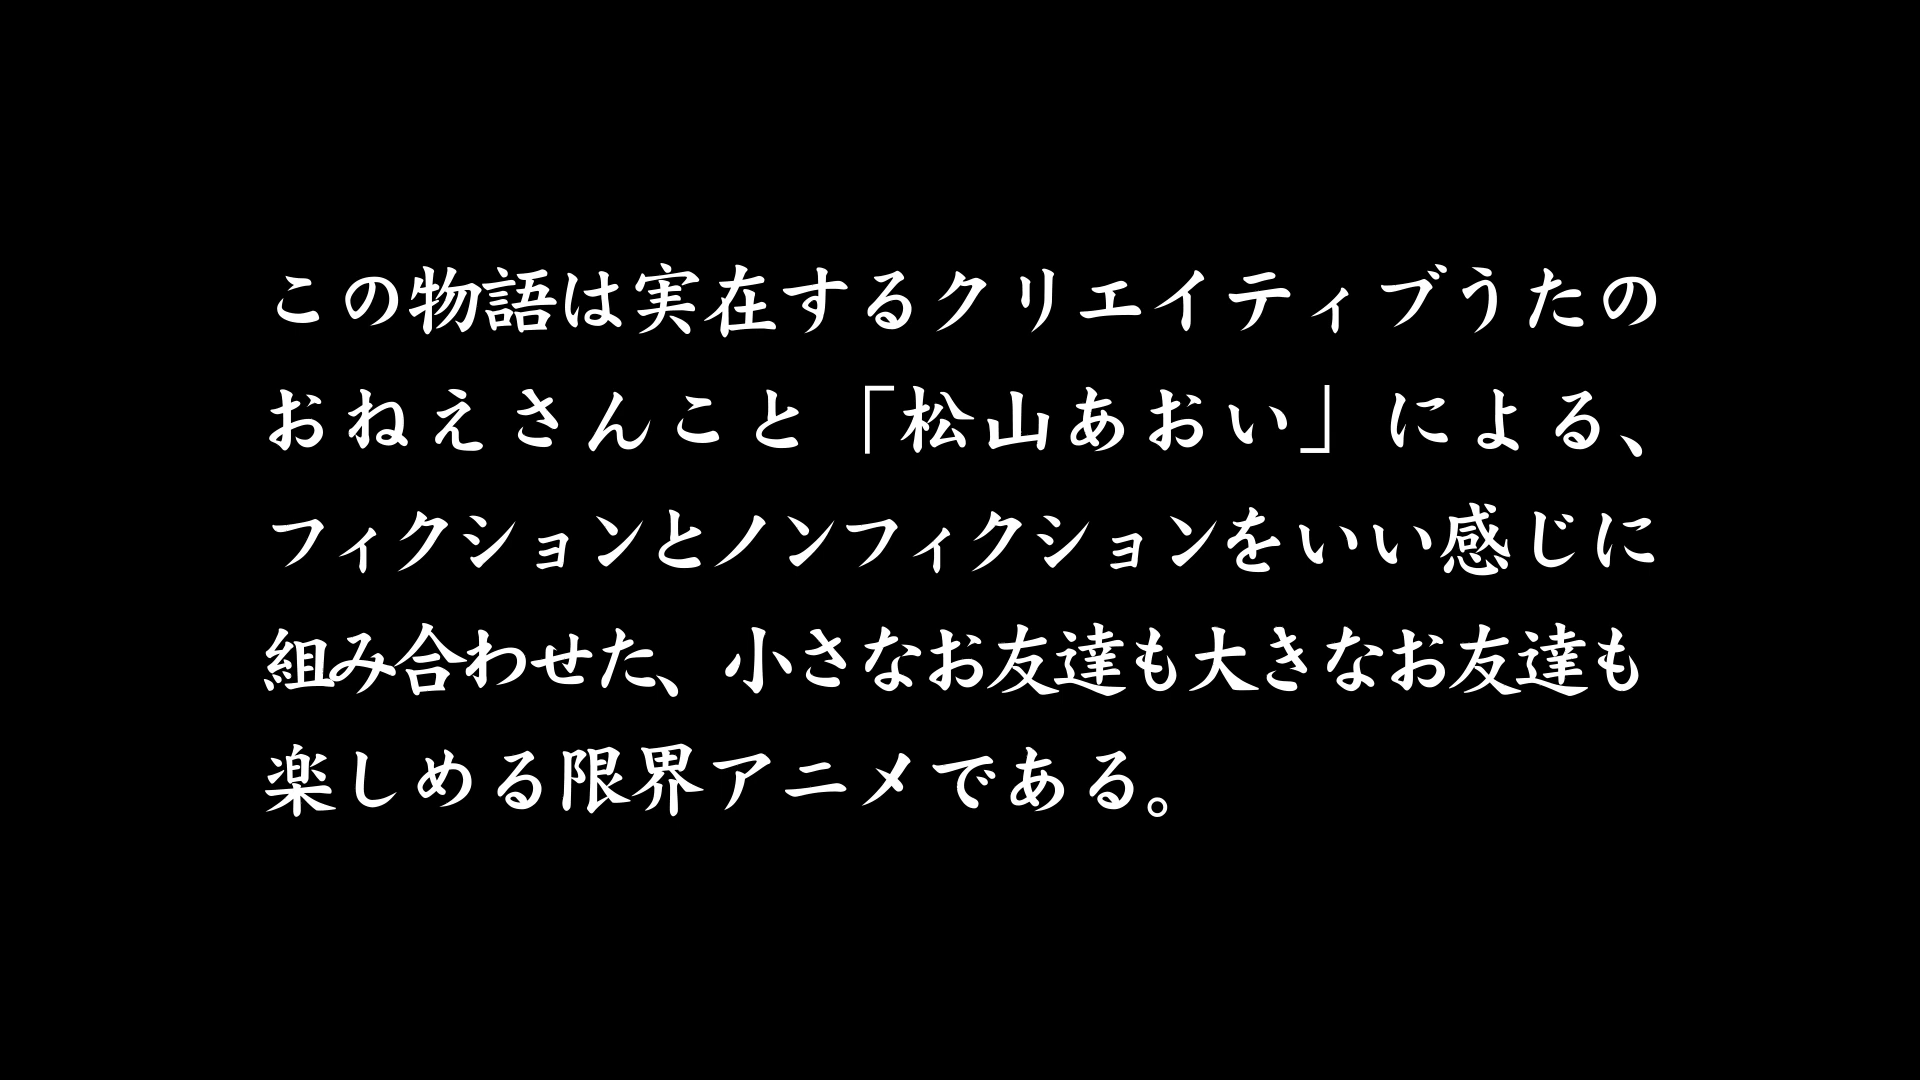 この物語は実在するクリエイティブうたの
おねえさんこと「松山あおい」による、
フィクションとノンフィクションをいい感じに
組み合わせた、小さなお友達も大きなお友達も
楽しめる限界アニメである。